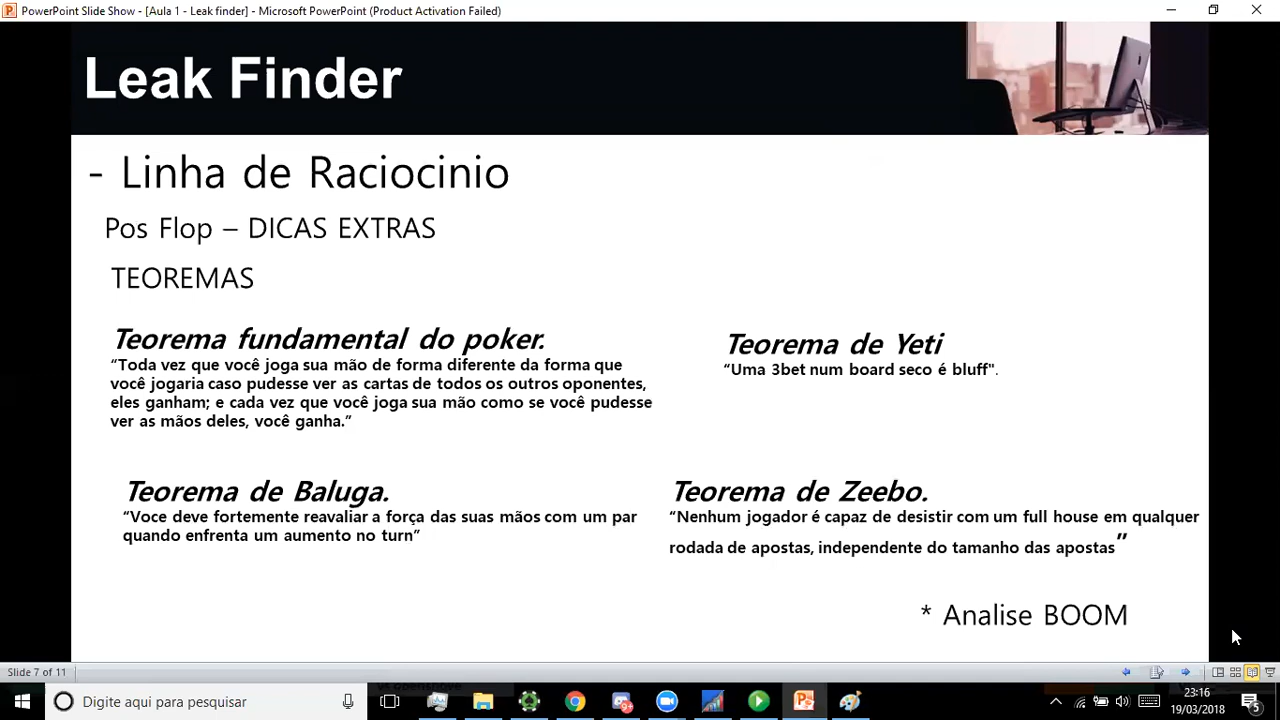 PowerPoint Slide Show - [Aula 1 - Leak finder] - Microsoft PowerPoint (Product Activation Failed)
Leak Finder
- Linha de Raciocinio
Pos Flop – DICAS EXTRAS
TEOREMAS
Teorema fundamental do poker.
“Toda vez que você joga sua mão de forma diferente da forma que
você jogaria caso pudesse ver as cartas de todos os outros oponentes,
eles ganham; e cada vez que você joga sua mão como se você pudesse
ver as mãos deles, você ganha.”
Teorema de Yeti
“Uma 3bet num board seco é bluff".
Teorema de Baluga.
“Voce deve fortemente reavaliar a força das suas mãos com um par
quando enfrenta um aumento no turn”
Teorema de Zeebo.
“Nenhum jogador é capaz de desistir com um full house em qualquer
rodada de apostas, independente do tamanho das apostas”
* Analise BOOM
Slide 7 of 11
Digite aqui para pesquisar
23:16
19/03/2018
5